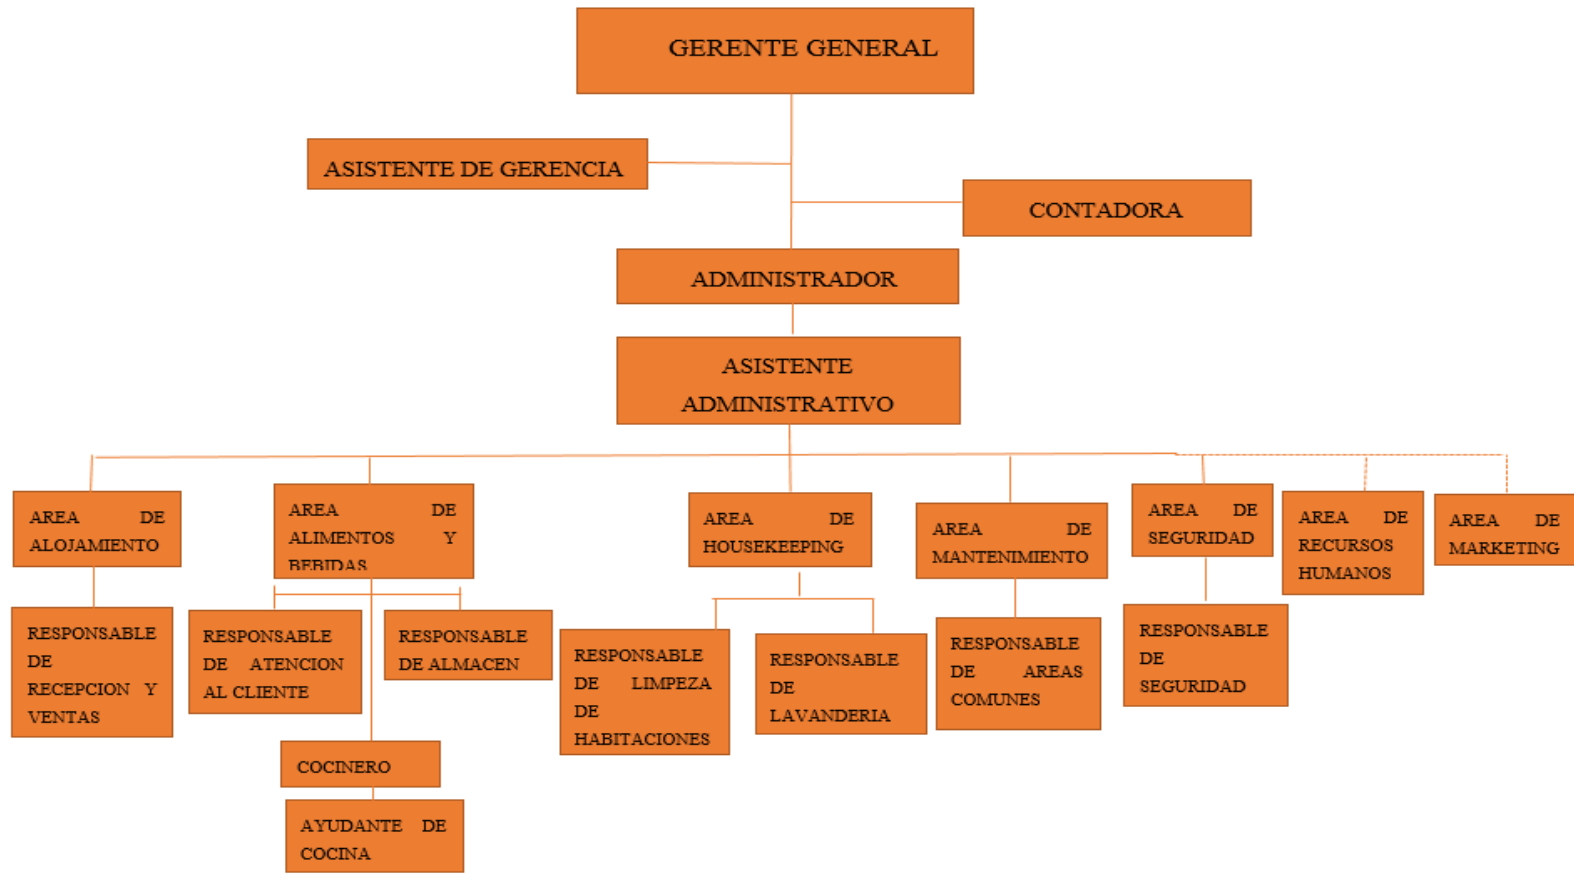 GERENTE GENERAL
ASISTENTE DE GERENCIA
CONTADORA
ADMINISTRADOR
ASISTENTE
ADMINISTRATIVO
AREA DE
ALOJAMIENTO
AREA DE
ALIMENTOS Y
BEBIDAS
AREA DE
HOUSEKEEPING
AREA DE
MANTENIMIENTO
AREA DE
SEGURIDAD
AREA DE
RECURSOS
HUMANOS
AREA DE
MARKETING
RESPONSABLE
DE
RECEPCION Y
VENTAS
RESPONSABLE
DE ATENCION
AL CLIENTE
RESPONSABLE
DE ALMACEN
RESPONSABLE
DE LIMPEZA
DE
HABITACIONES
RESPONSABLE
DE
LAVANDERIA
RESPONSABLE
DE AREAS
COMUNES
RESPONSABLE
DE
SEGURIDAD
COCINERO
AYUDANTE DE
COCINA